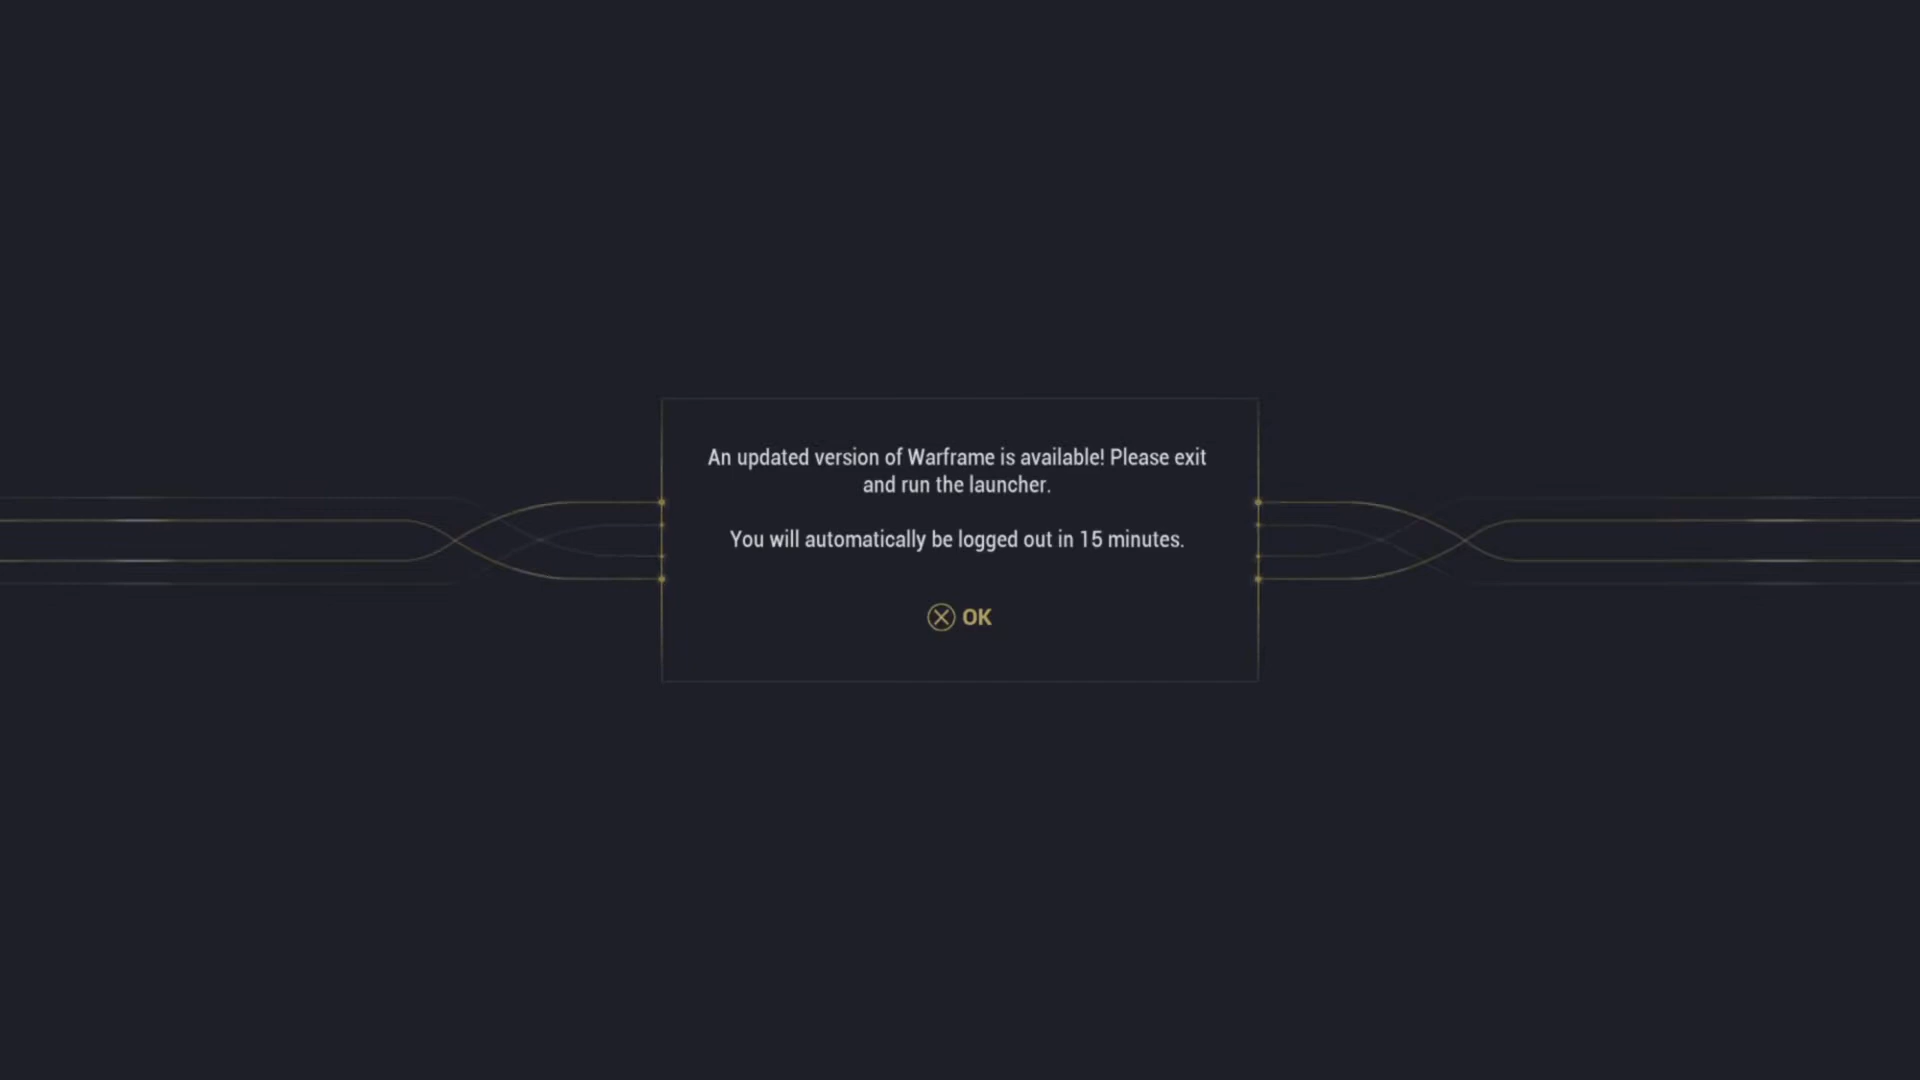 An updated version of Warframe is available! Please exit
and run the launcher.
You will automatically be logged out in 15 minutes.
OK